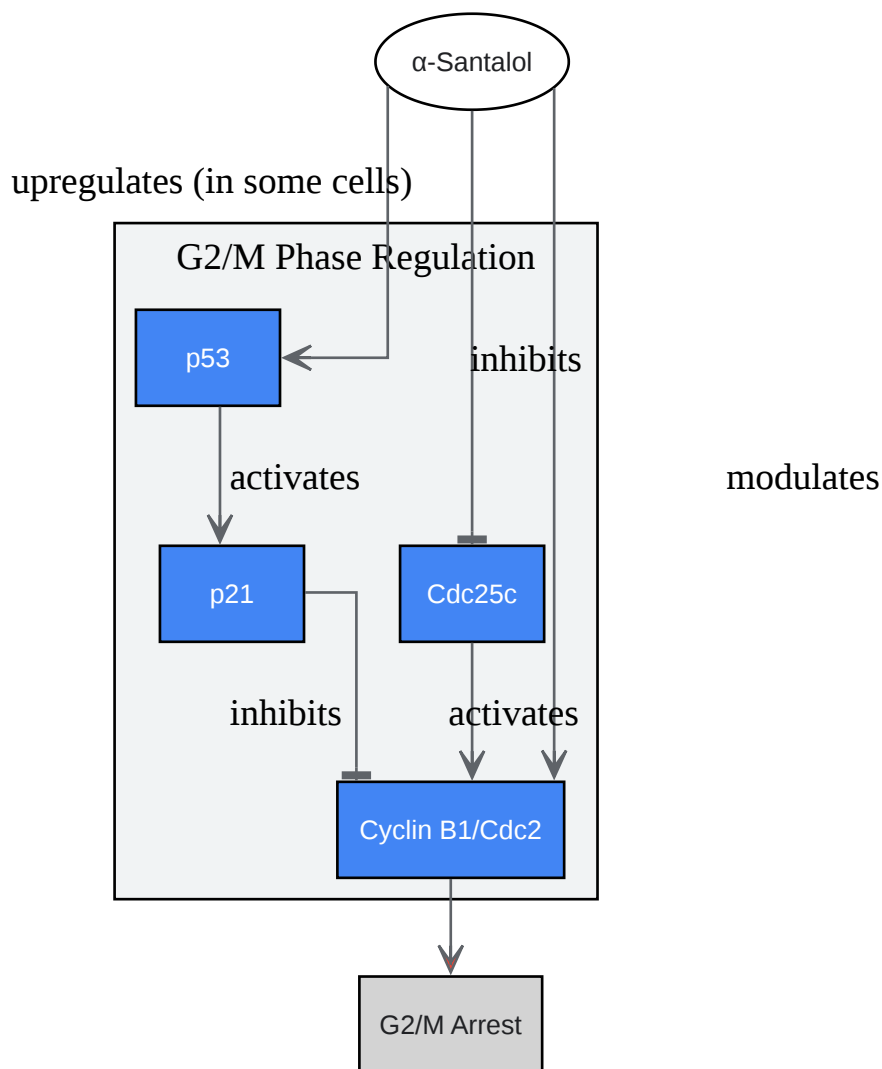 α-Santalol
upregulates (in some cells)
G2/M Phase Regulation
p53
inhibits
activates
modulates
p21
Cdc25c
inhibits
activates
Cyclin B1/Cdc2
G2/M Arrest